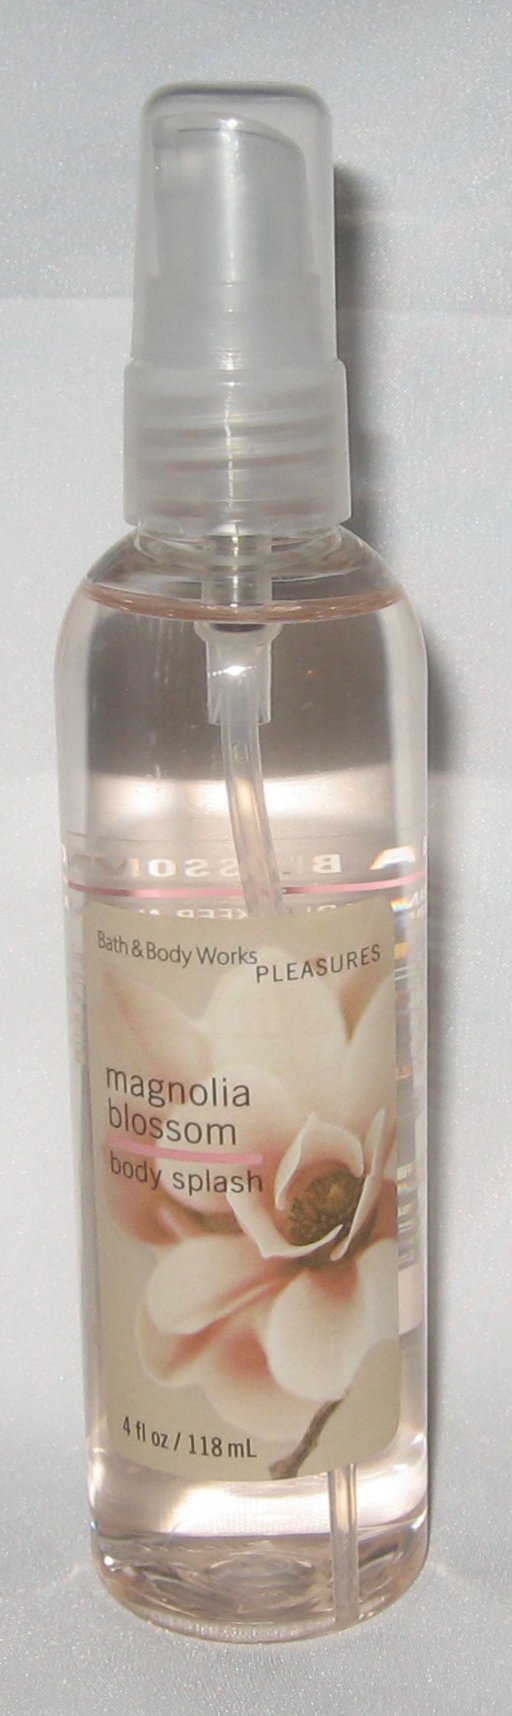 Bath & Body Works
PLEASURES
magnolia
blossom
body splash
4 fl oz / 118 mL